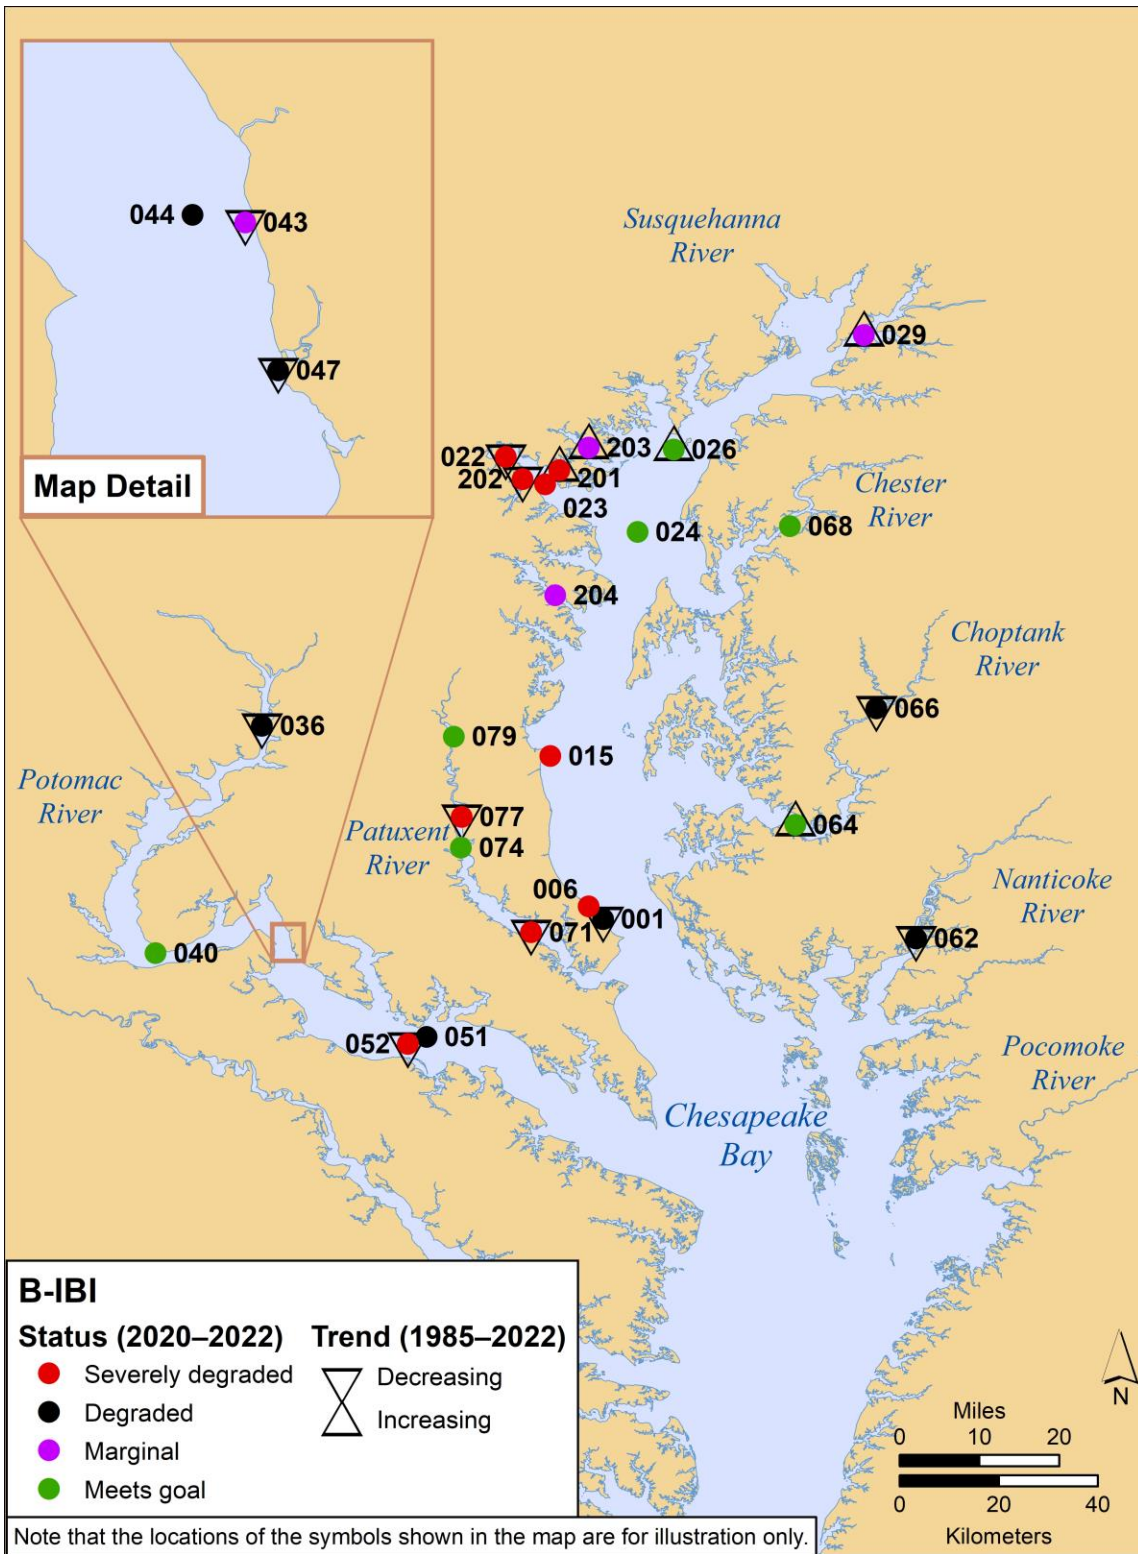 044
043
047
Map Detail
Susquehanna
River
029
203
026
022
202
201
023
Chester
River
024
068
204
Choptank
River
066
036
079
015
Potomac
River
077
064
Patuxent
River
074
Nanticoke
River
006
001
071
062
040
051
052
Pocomoke
River
Chesapeake
Bay
B-IBI
Status (2020–2022)
Severely degraded
Degraded
Marginal
Meets goal
Trend (1985–2022)
Decreasing
Increasing
N
Miles
0 10 20
0 20 40
Kilometers
Note that the locations of the symbols shown in the map are for illustration only.